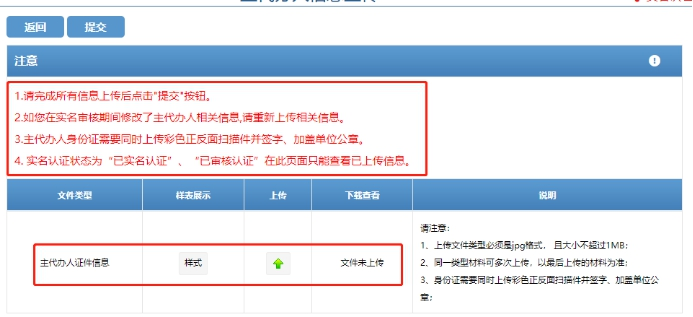 返回
提交
注意
1.请完成所有信息上传后点击"提交"按钮。
2.如您在实名审核期间修改了主代办人相关信息,请重新上传相关信息。
3.主代办人身份证需要同时上传彩色正反面扫描件并签字、加盖单位公章。
4. 实名认证状态为“已实名认证”、“已审核认证”在此页面只能查看已上传信息。
文件类型 样表展示 上传 下载查看 说明
主代办人证件信息 样式 文件未上传
请注意:
1、上传文件类型必须是jpg格式， 且大小不超过1MB;
2、同一类型材料可多次上传，以最后上传的材料为准;
3、身份证需要同时上传彩色正反面扫描件并签字、加盖单位公
章;